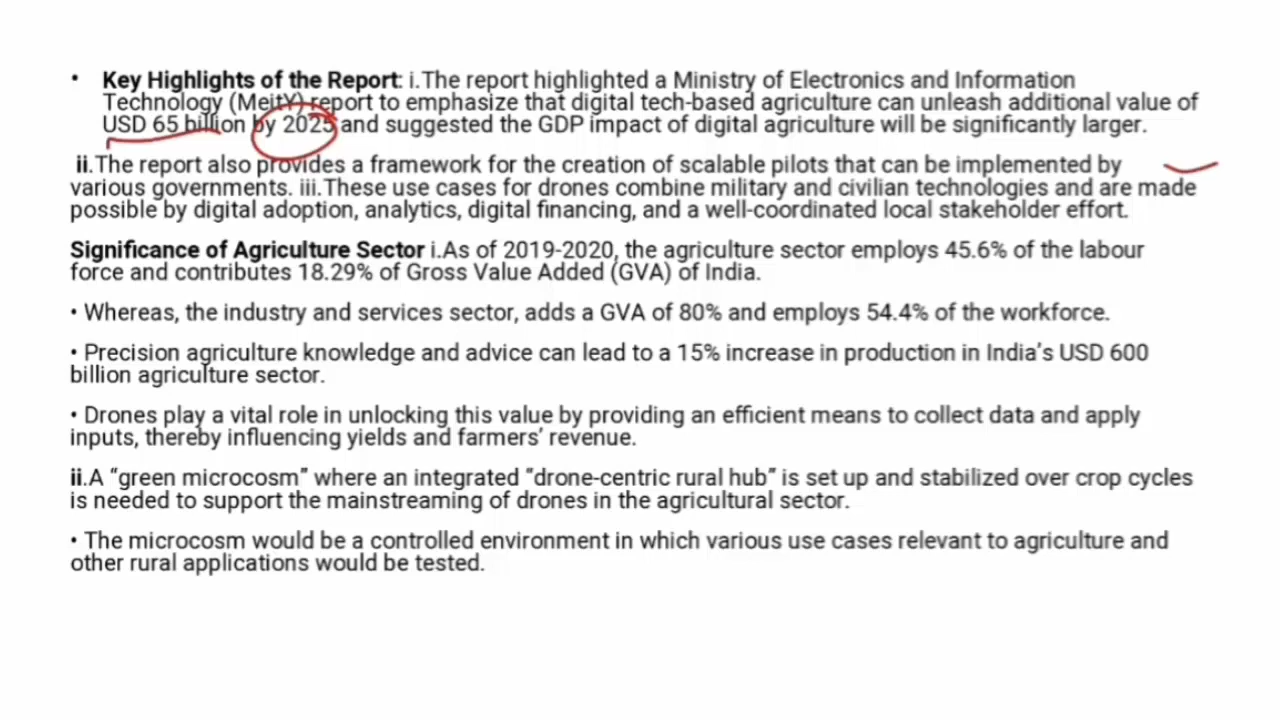 • Key Highlights of the Report: i.The report highlighted a Ministry of Electronics and Information
Technology (MeitY) report to emphasize that digital tech-based agriculture can unleash additional value of
USD 65 billion by 2025 and suggested the GDP impact of digital agriculture will be significantly larger.
ii.The report also provides a framework for the creation of scalable pilots that can be implemented by
various governments. iii.These use cases for drones combine military and civilian technologies and are made
possible by digital adoption, analytics, digital financing, and a well-coordinated local stakeholder effort.
Significance of Agriculture Sector i.As of 2019-2020, the agriculture sector employs 45.6% of the labour
force and contributes 18.29% of Gross Value Added (GVA) of India.
• Whereas, the industry and services sector, adds a GVA of 80% and employs 54.4% of the workforce.
• Precision agriculture knowledge and advice can lead to a 15% increase in production in India’s USD 600
billion agriculture sector.
• Drones play a vital role in unlocking this value by providing an efficient means to collect data and apply
inputs, thereby influencing yields and farmers’ revenue.
ii.A “green microcosm” where an integrated “drone-centric rural hub” is set up and stabilized over crop cycles
is needed to support the mainstreaming of drones in the agricultural sector.
• The microcosm would be a controlled environment in which various use cases relevant to agriculture and
other rural applications would be tested.